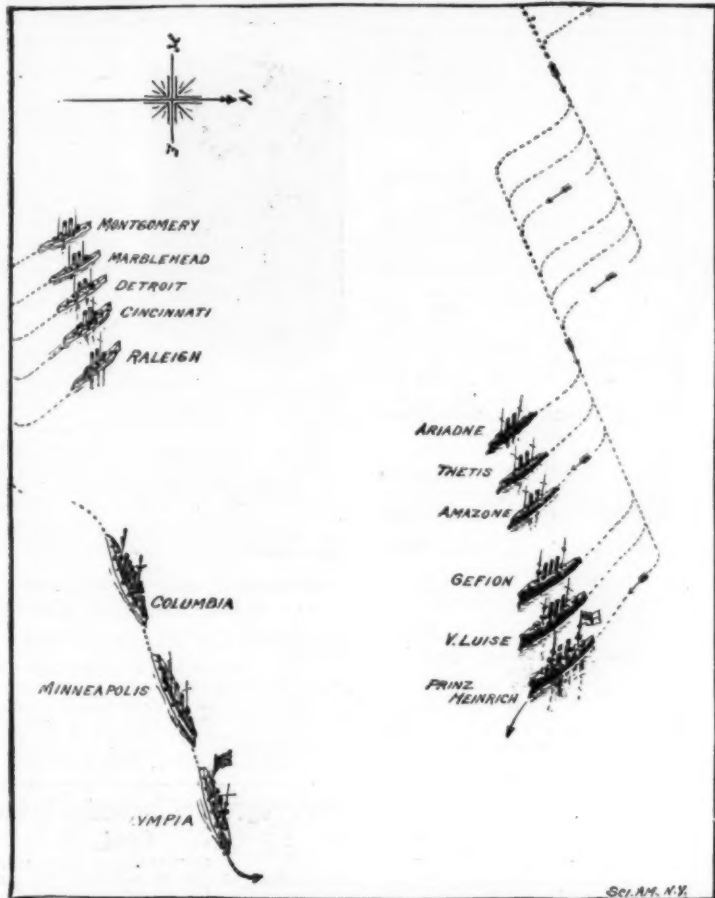 N
MONTGOMERY
MARBLEHEAD
DETROIT
CINCINNATI
RALEIGH
ARIADNE
THETIS
AMAZONE
COLUMBIA
GEFION
V. LUISE
MINNEAPOLIS
PRINZ
HEINRICH
YMPIA
SCI. AM. N.Y.